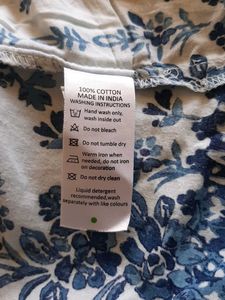 100% COTTON
MADE IN INDIA
WASHING INSTRUCTIONS
Hand wash only,
wash inside out
Do not bleach
Do not tumble dry
Warm iron when
needed, do not iron
on decoration
Do not dry clean
Liquid detergent
recommended,wash
separately with like colours